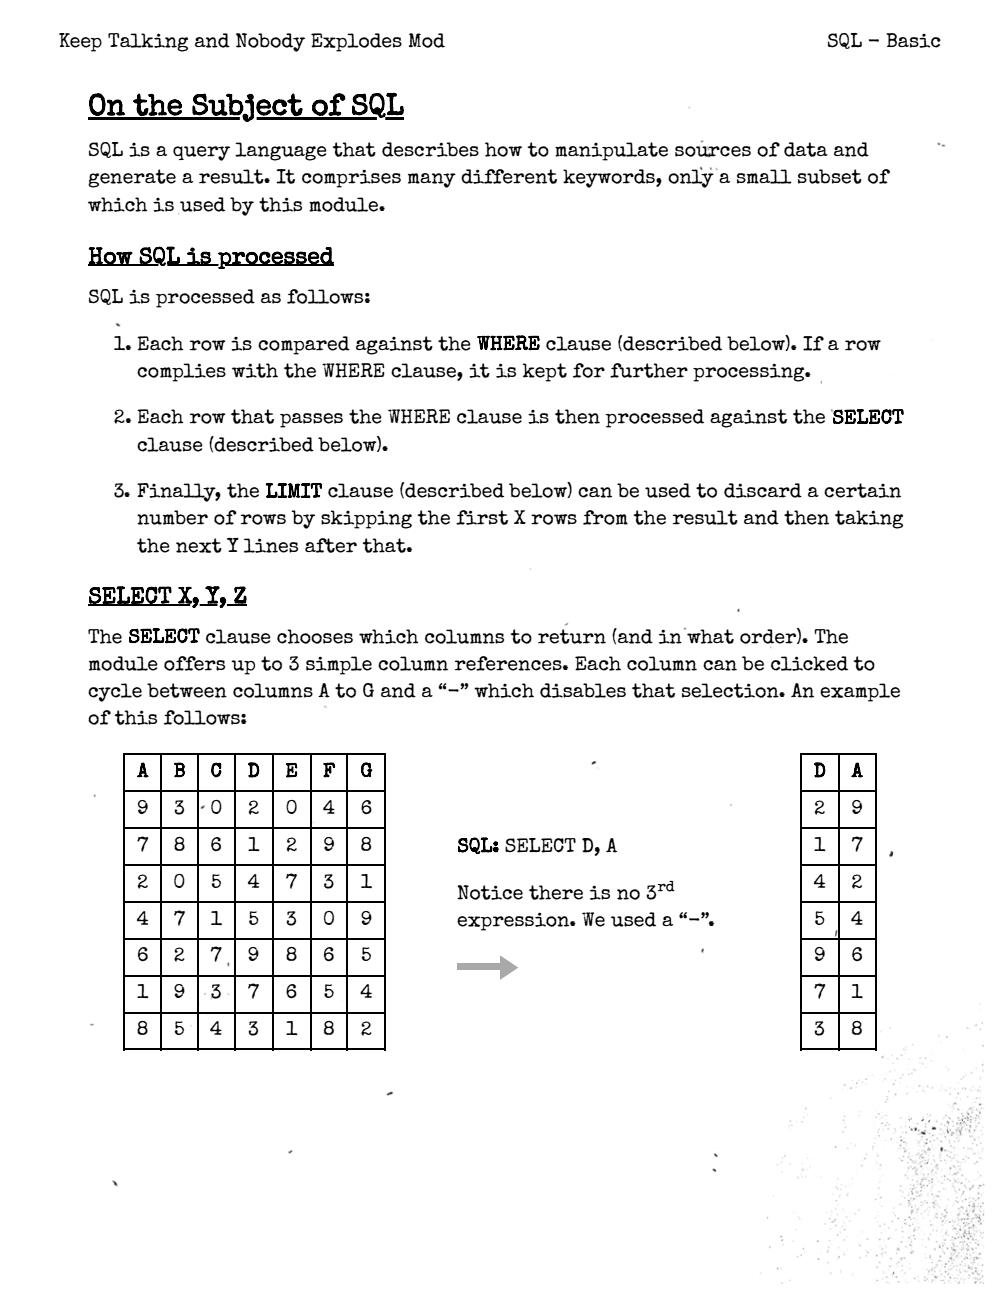 Keep Talking and Nobody Explodes Mod
SQL – Basic
On the Subject of SQL
SQL is a query language that describes how to manipulate sources of data and
generate a result. It comprises many different keywords, only a small subset of
which is used by this module.
How SQL is processed
SQL is processed as follows:
1. Each row is compared against the WHERE clause (described below). If a row
complies with the WHERE clause, it is kept for further processing.
2. Each row that passes the WHERE clause is then processed against the SELECT
clause (described below).
3. Finally, the LIMIT clause (described below) can be used to discard a certain
number of rows by skipping the first X rows from the result and then taking
the next Y lines after that.
SELECT X, Y, Z
The SELECT clause chooses which columns to return (and in what order). The
module offers up to 3 simple column references. Each column can be clicked to
cycle between columns A to G and a “–” which disables that selection. An example
of this follows:
A B C D E F G
9 3 0 2 0 4 6
7 8 6 1 2 9 8
2 0 5 4 7 3 1
4 7 1 5 3 0 9
6 2 7 9 8 6 5
1 9 3 7 6 5 4
8 5 4 3 1 8 2
SQL: SELECT D, A
Notice there is no 3rd
expression. We used a “–”.
D A
2 9
1 7
4 2
5 4
9 6
7 1
3 8